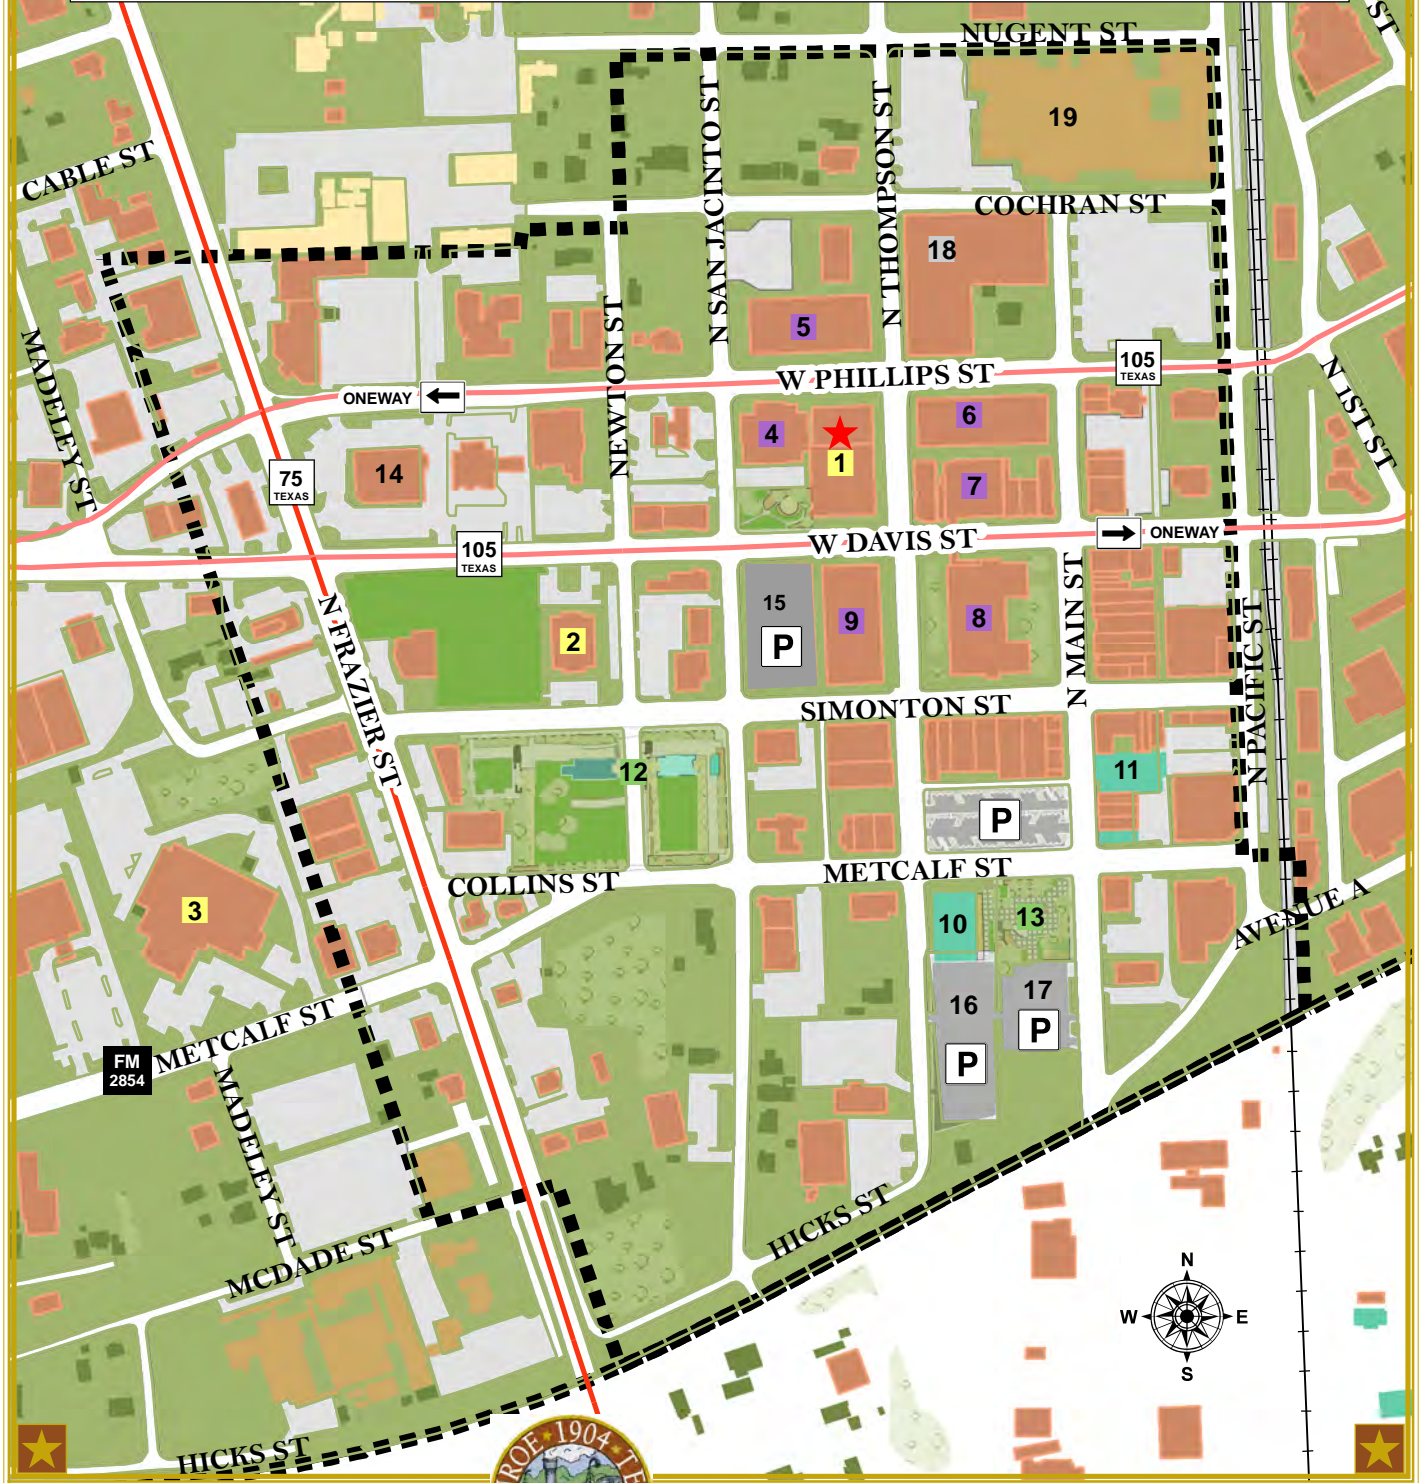 ST
NUGENT ST
19
CABLE ST
N SAN JACINTO ST
N THOMPSON ST
COCHRAN ST
18
5
MADELEY ST
NEWTON ST
W PHILLIPS ST
105
TEXAS
ONEWAY
N 1ST ST
6
4
1
14
75
TEXAS
7
105
TEXAS
W DAVIS ST
ONEWAY
N FRAZIER ST
15
P
9
8
2
N MAIN ST
N PACIFIC ST
SIMONTON ST
12
11
P
COLLINS ST
METCALF ST
3
10
13
AVENUE A
16
17
P
P
METCALF ST
FM
2854
MADELEY ST
HICKS ST
MCDADE ST
N
W
E
S
HICKS ST
ROE 1904 TE